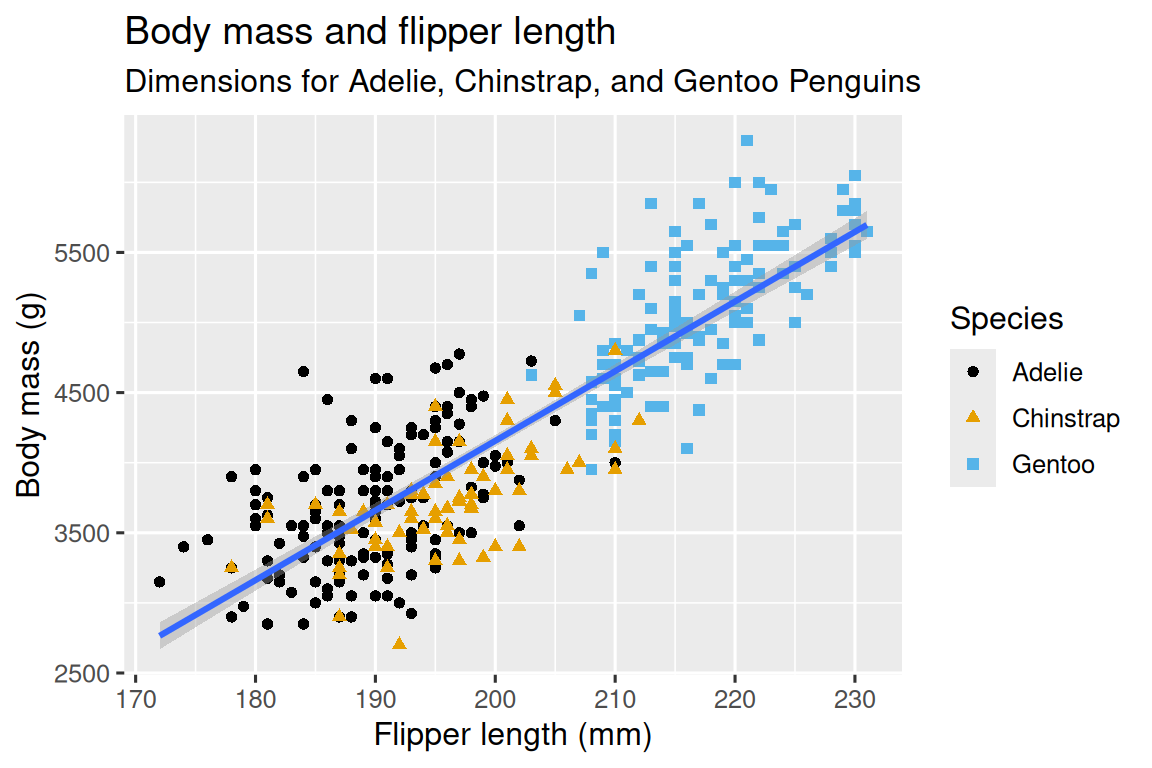 Body mass and flipper length
Dimensions for Adelie, Chinstrap, and Gentoo Penguins
Body mass (g)
5500
4500
3500
2500
170 180 190 200 210 220 230
Flipper length (mm)
Species
Adelie
Chinstrap
Gentoo